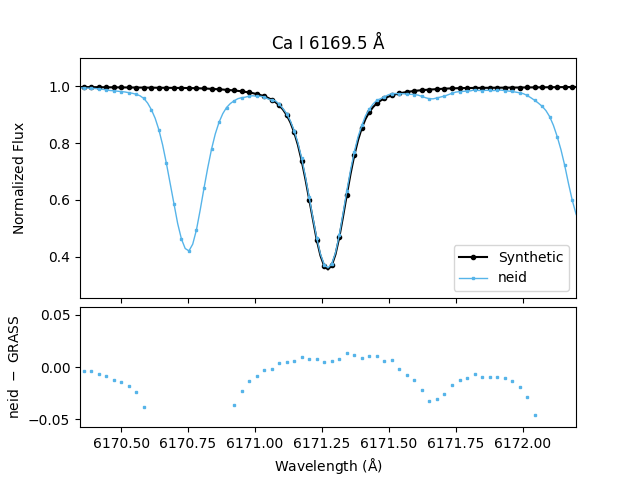 Ca I 6169.5 Å
1.0
0.8
0.6
0.4
Normalized Flux
Synthetic
neid
0.05
0.00
−0.05
neid − GRASS
6170.50 6170.75 6171.00 6171.25 6171.50 6171.75 6172.00
Wavelength (Å)